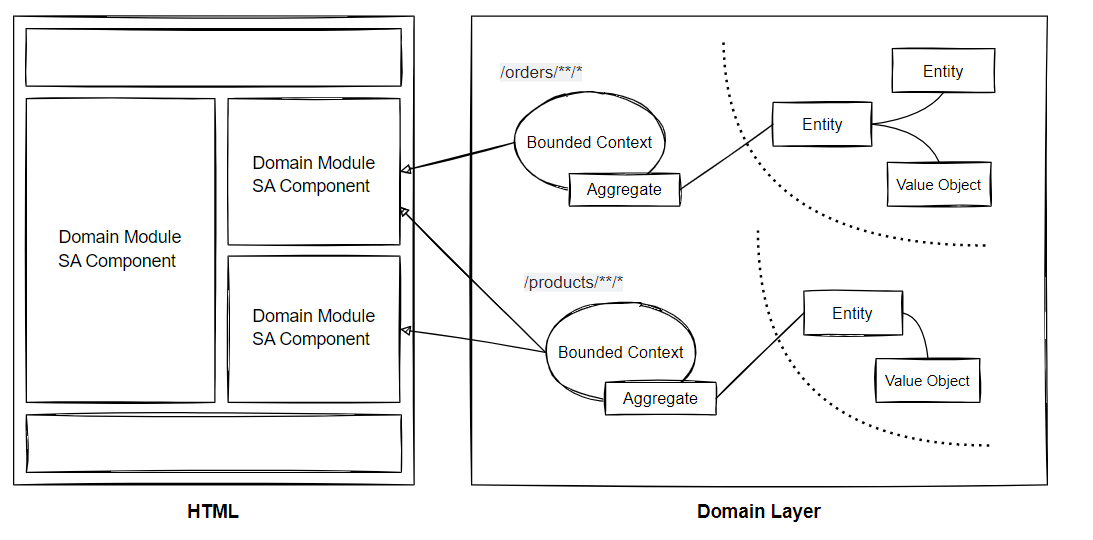 Domain Module
SA Component
Domain Module
SA Component
Domain Module
SA Component
HTML
/orders/**/*
Bounded Context
Aggregate
Entity
Entity
Value Object
/products/**/*
Bounded Context
Aggregate
Entity
Value Object
Domain Layer